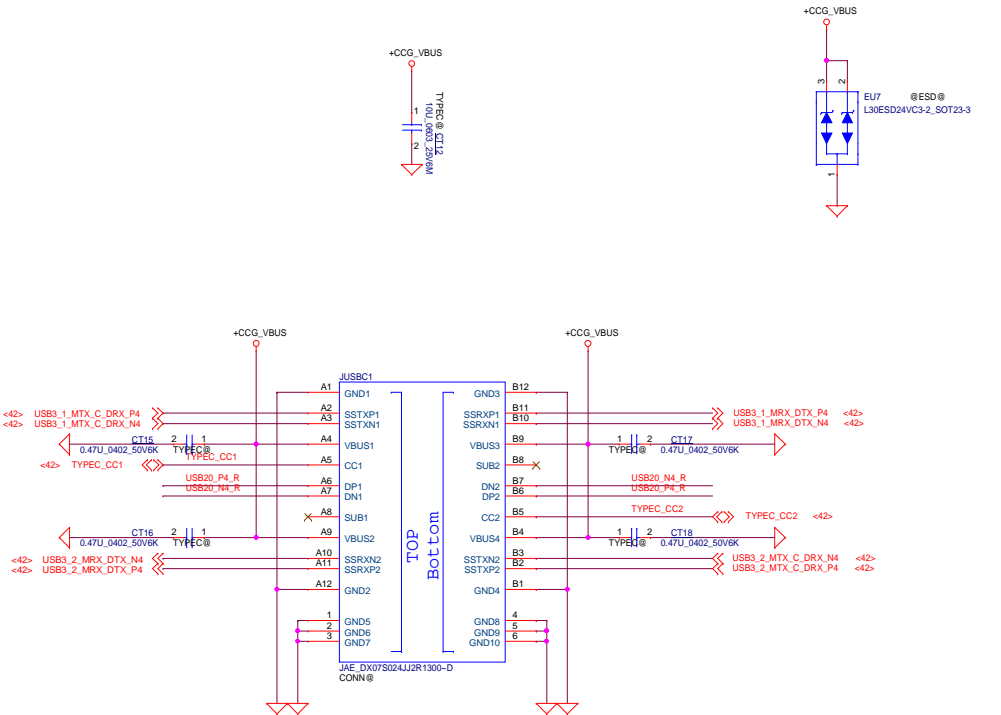 +CCG_VBUS
+CCG_VBUS
1
2
TYPEC@ CT12
10U_0603_25V6M
3
2
EU7 @ESD@
L30ESD24VC3-2_SOT23-3
1
+CCG_VBUS
+CCG_VBUS
JUSBC1
A1 GND1
GND3 B12
<42> USB3_1_MTX_C_DRX_P4
A2 SSTXP1
SSRXP1 B11
USB3_1_MRX_DTX_P4 <42>
<42> USB3_1_MTX_C_DRX_N4
A3 SSTXN1
SSRXN1 B10
USB3_1_MRX_DTX_N4 <42>
CT15 2 1
0.47U_0402_50V6K TYPEC@
A4 VBUS1
VBUS3 B9
1 2 CT17
TYPEC@ 0.47U_0402_50V6K
<42> TYPEC_CC1
TYPEC_CC1
A5 CC1
SUB2 B8
USB20_P4_R
A6 DP1
DN2 B7
USB20_N4_R
USB20_N4_R
A7 DN1
DP2 B6
USB20_P4_R
A8 SUB1
CC2 B5
TYPEC_CC2
TYPEC_CC2 <42>
CT16 2 1
0.47U_0402_50V6K TYPEC@
A9 VBUS2
VBUS4 B4
1 2 CT18
TYPEC@ 0.47U_0402_50V6K
<42> USB3_2_MRX_DTX_N4
A10 SSRXN2
SSTXN2 B3
USB3_2_MTX_C_DRX_N4 <42>
<42> USB3_2_MRX_DTX_P4
A11 SSRXP2
SSTXP2 B2
USB3_2_MTX_C_DRX_P4 <42>
A12 GND2
GND4 B1
TOP
Bottom
1 GND5
GND8 4
2 GND6
GND9 5
3 GND7
GND10 6
JAE_DX07S024JJ2R1300~D
CONN@